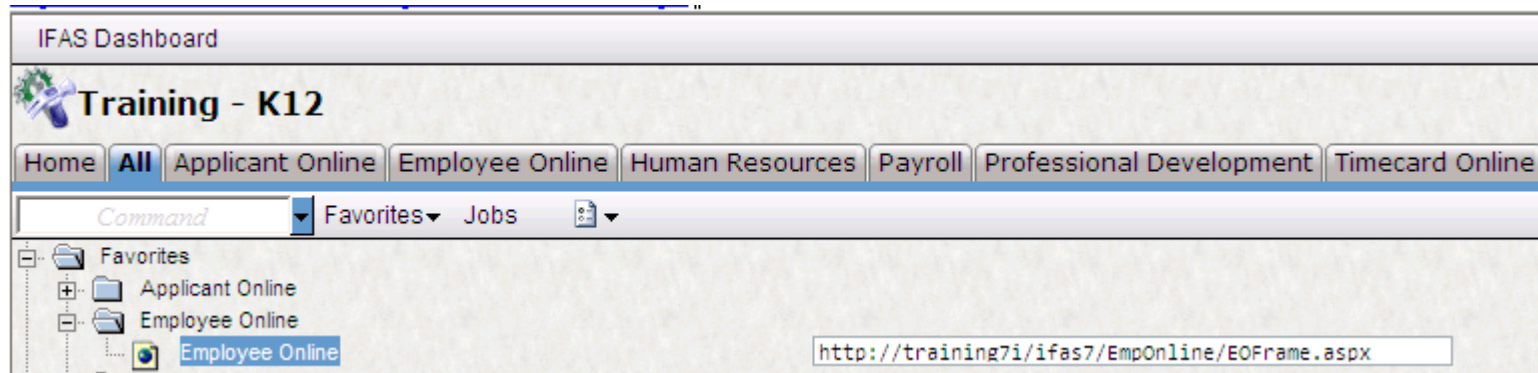 "
IFAS Dashboard
Training - K12
Home All Applicant Online Employee Online Human Resources Payroll Professional Development Timecard Online
Command Favorites Jobs
Favorites
Applicant Online
Employee Online
Employee Online http://training7i/ifas7/EmpOnline/EOFrame.aspx